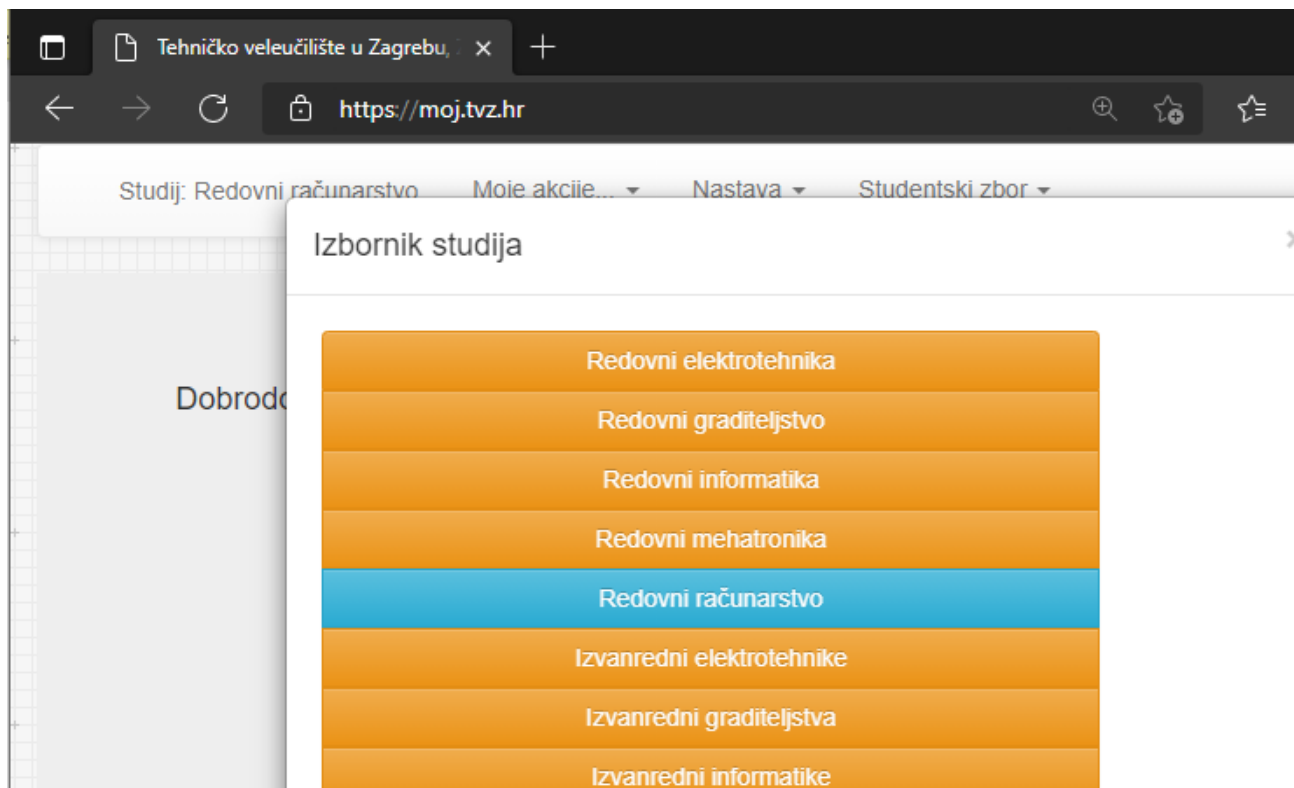 Tehničko veleučilište u Zagrebu,
https://moj.tvz.hr
Studij: Redovni računarstvo Moje akcije... Nastava Studentski zbor
Izbornik studija
Dobrodo
Redovni elektrotehnika
Redovni graditeljstvo
Redovni informatika
Redovni mehatronika
Redovni računarstvo
Izvanredni elektrotehnike
Izvanredni graditeljstva
Izvanredni informatike